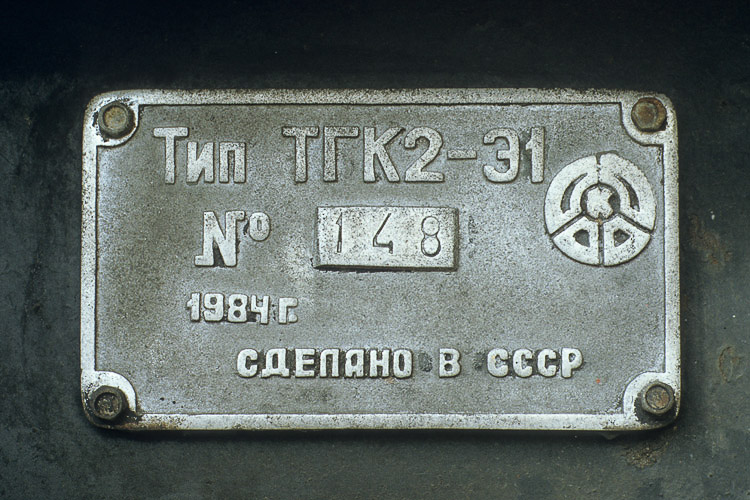 Тип ТГК2-Э1
№ 148
1984 г.
СДЕЛАНО В СССР